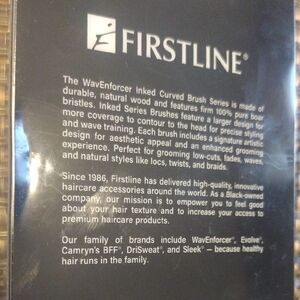 FIRSTLINE®
The WavEnforcer Inked Curved Brush Series is made of
durable, natural wood and features firm 100% pure boar
bristles. Inked Series Brushes feature a larger design for
more coverage to contour to the head for precise styling
and wave training. Each brush includes a signature artistic
design for aesthetic appeal and an enhanced grooming
experience. Perfect for grooming low-cuts, fades, waves,
and natural styles like locs, twists, and braids.
Since 1986, Firstline has delivered high-quality, innovative
haircare accessories around the world. As a Black-owned
company, our mission is to empower you to feel good
about your hair texture and to increase your access to
premium haircare products.
Our family of brands include WavEnforcer®, Evolve®,
Camryn's BFF®, DriSweat®, and Sleek® — because healthy
hair runs in the family.